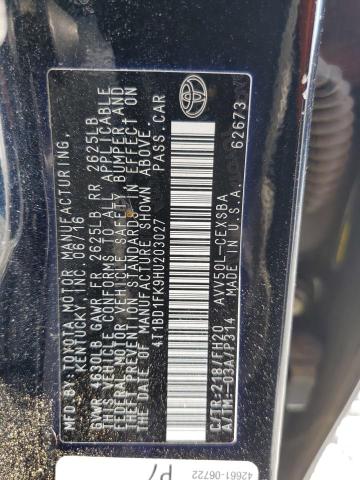 MFD. BY: TOYOTA MOTOR MANUFACTURING,
KENTUCKY, INC. 06/16
GVWR 4630LB GAWR FR 2625LB RR 2625LB
THIS VEHICLE CONFORMS TO ALL APPLICABLE
FEDERAL MOTOR VEHICLE SAFETY, BUMPER AND
THEFT PREVENTION STANDARDS IN EFFECT ON THE DATE
OF MANUFACTURE SHOWN ABOVE.
4T1BD1FK9HU203027 PASS.CAR
C/TR:218/FH20 AVV50L-CEXSBA
A/TM:-03A/P314 Made in U.S.A. 62673
42661-06722
P7